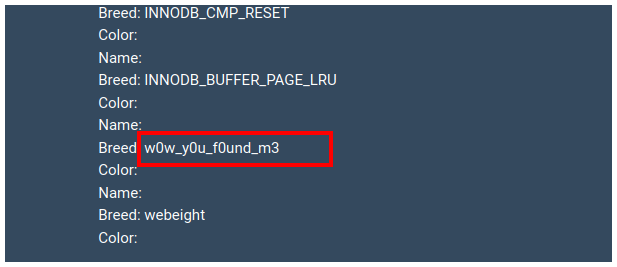 Breed: INNODB_CMP_RESET
Color:
Name:
Breed: INNODB_BUFFER_PAGE_LRU
Color:
Name:
Breed: w0w_y0u_f0und_m3
Color:
Name:
Breed: webeight
Color: